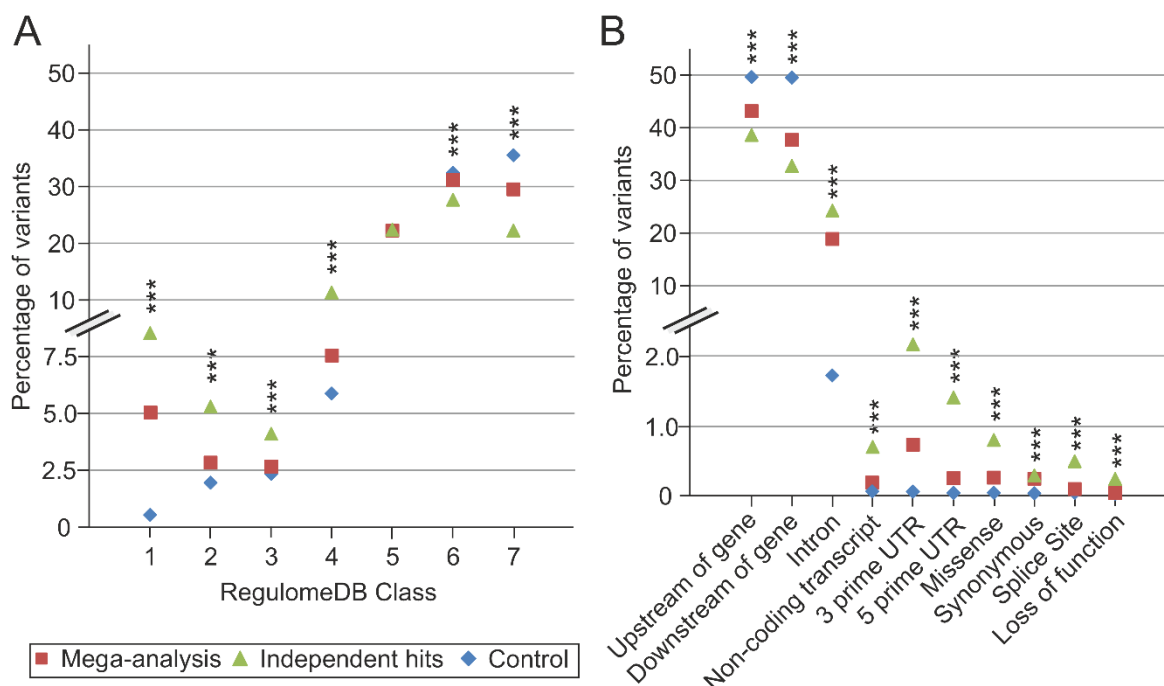 A
Percentage of variants
50
40
30
20
10
7.5
5.0
2.5
0
***
***
***
***
***
***
1 2 3 4 5 6 7
RegulomeDB Class
B
Percentage of variants
50
40
30
20
10
2.0
1.0
0
***
***
***
***
***
***
***
***
***
***
Upstream of gene
Downstream of gene
Intron
Non-coding transcript
3 prime UTR
5 prime UTR
Missense
Synonymous
Splice Site
Loss of function
Mega-analysis Independent hits Control